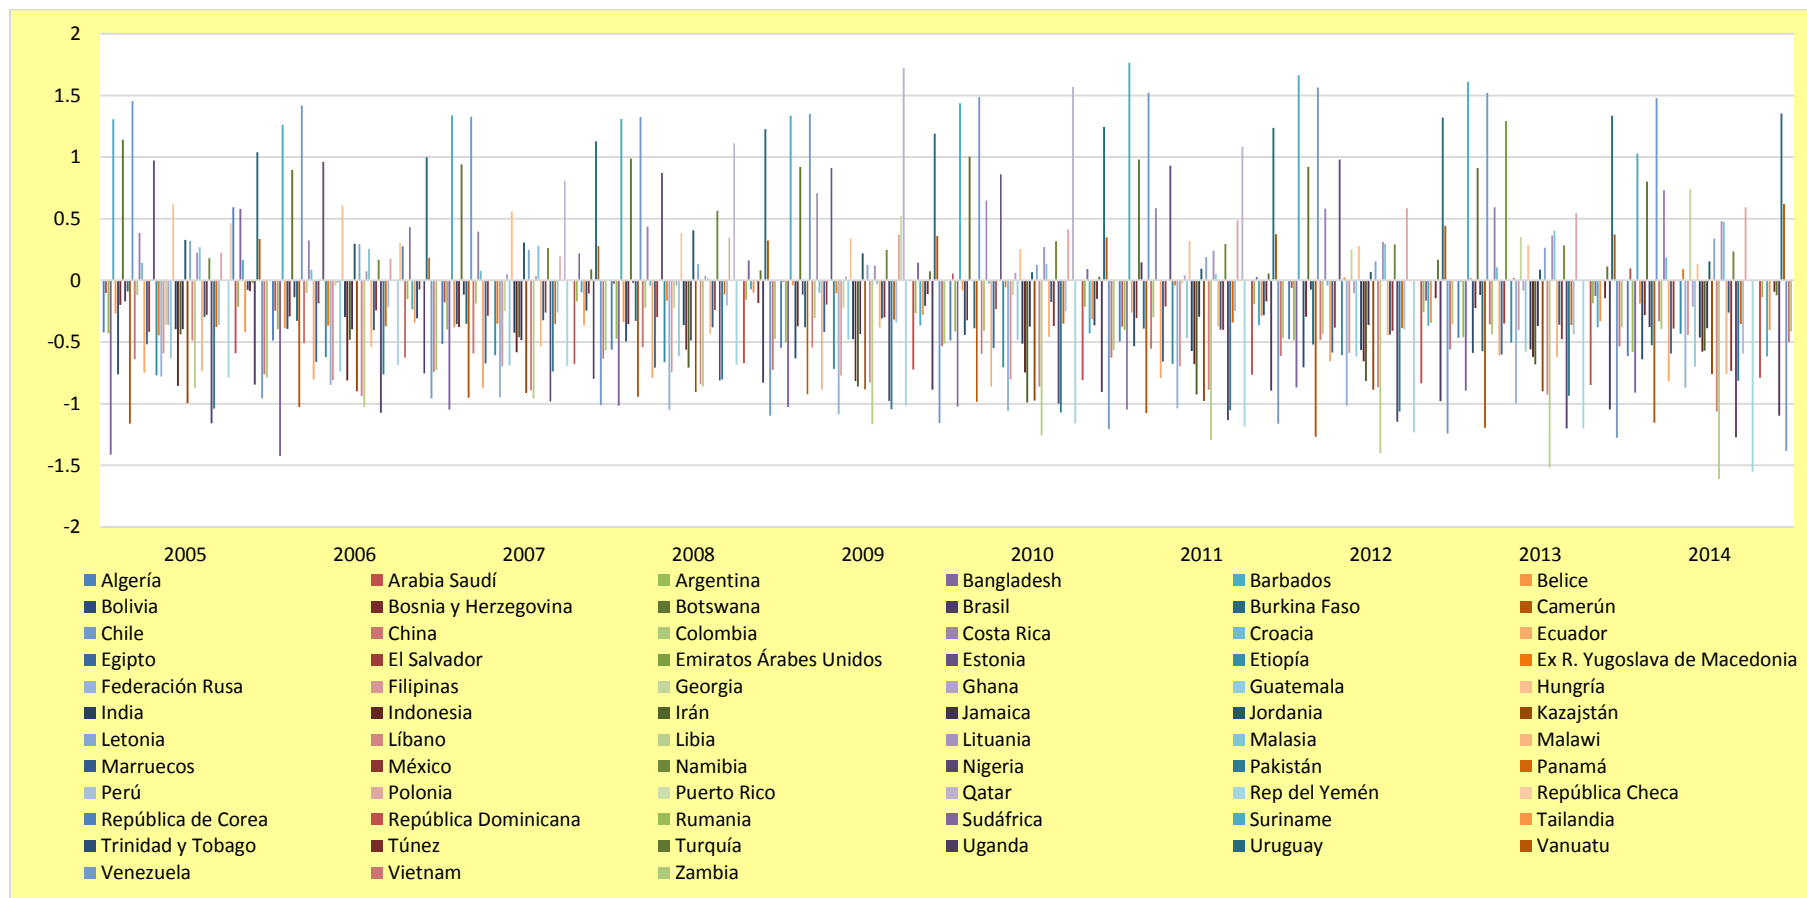 2
1.5
1
0.5
0
-0.5
-1
-1.5
-2
2005 2006 2007 2008 2009 2010 2011 2012 2013 2014
Algería Arabia Saudí Argentina Bangladesh Barbados Belice
Bolivia Bosnia y Herzegovina Botswana Brasil Burkina Faso Camerún
Chile China Colombia Costa Rica Croacia Ecuador
Egipto El Salvador Emiratos Árabes Unidos Estonia Etiopía Ex R. Yugoslava de Macedonia
Federación Rusa Filipinas Georgia Ghana Guatemala Hungría
India Indonesia Irán Jamaica Jordania Kazajstán
Letonia Líbano Libia Lituania Malasia Malawi
Marruecos México Namibia Nigeria Pakistán Panamá
Perú Polonia Puerto Rico Qatar Rep del Yemén República Checa
República de Corea República Dominicana Rumania Sudáfrica Suriname Tailandia
Trinidad y Tobago Túnez Turquía Uganda Uruguay Vanuatu
Venezuela Vietnam Zambia